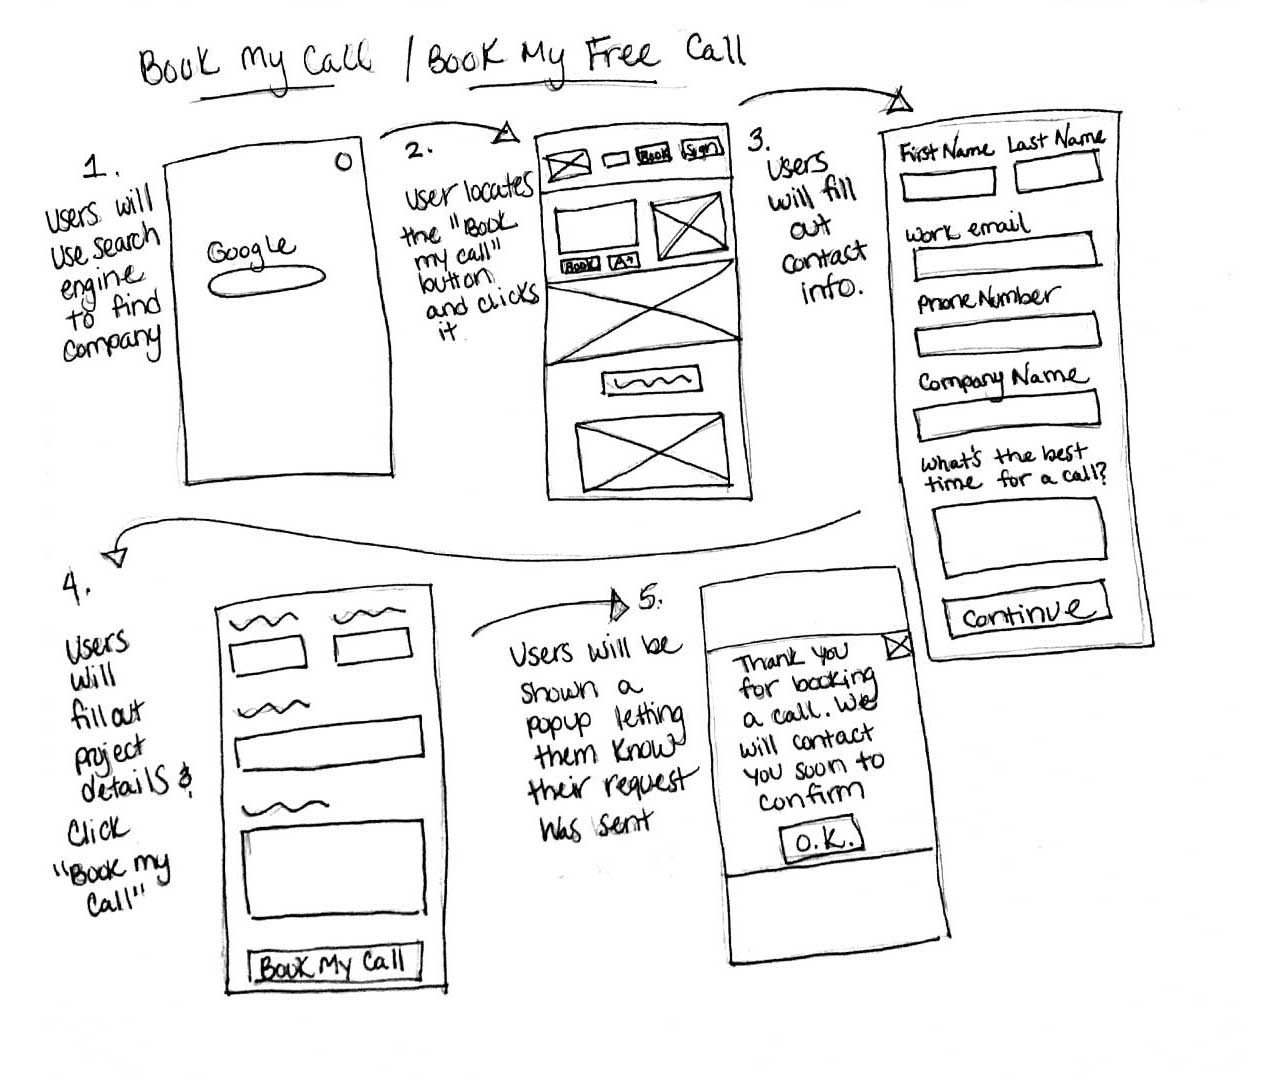 Book My Call / Book My Free Call
1.
Users will
use search
engine
to find
company
Google
2.
User locates
the "Book
my call"
button
and clicks
it
Book Sign
Book A+
3.
Users
will fill
out
contact
info.
First Name Last Name
Work email
Phone Number
Company Name
What's the best
time for a call?
Continue
4.
Users
will
fill out
project
details &
click
"Book my
Call"
Book My Call
5.
Users will be
shown a
popup letting
them know
their request
was sent
Thank you
for booking
a call. We
will contact
you soon to
confirm
O.K.